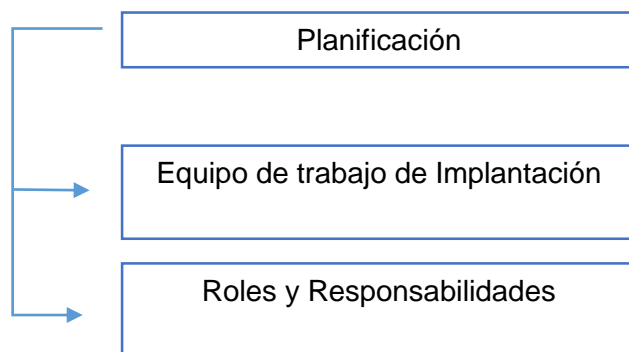 Planificación
Equipo de trabajo de Implantación
Roles y Responsabilidades